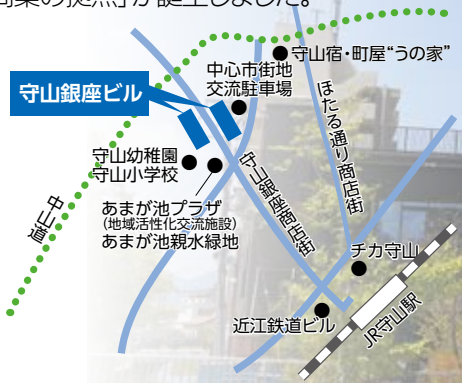 商業の拠点」が誕生しました。
守山宿・町屋“うの家”
中心市街地
交流駐車場
守山銀座ビル
ほたる通り商店街
守山幼稚園
守山小学校
守山銀座商店街
あまが池プラザ
(地域活性化交流施設)
あまが池親水緑地
中山道
チカ守山
近江鉄道ビル
JR守山駅